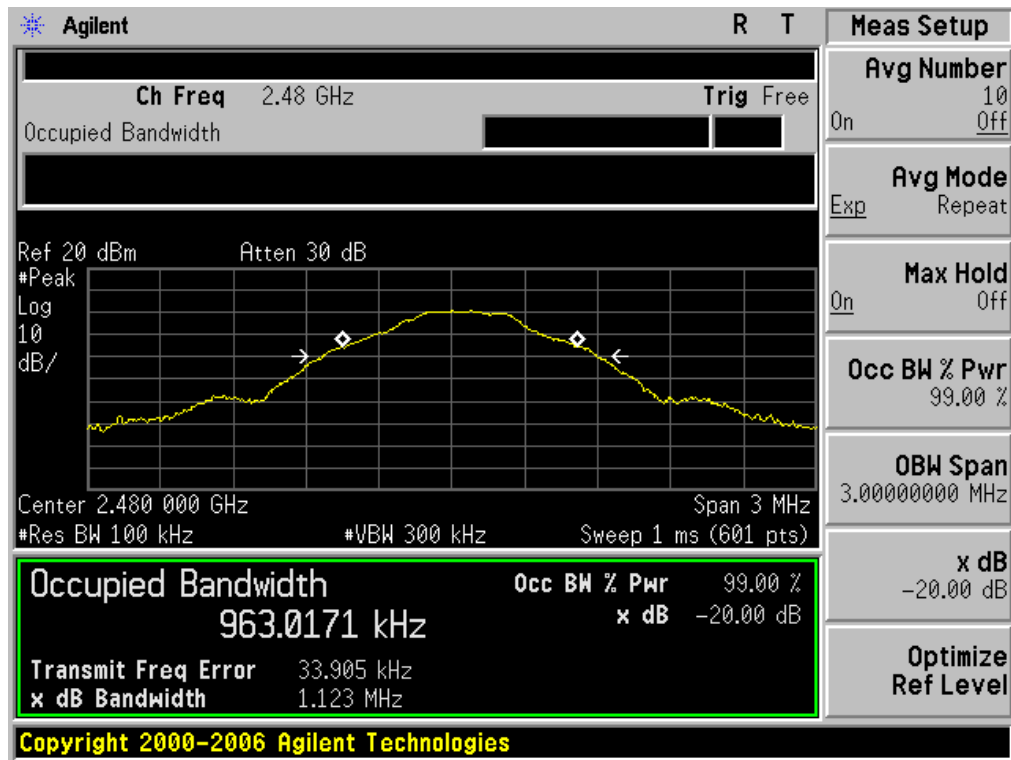 Agilent R T
Ch Freq 2.48 GHz Trig Free
Occupied Bandwidth
Ref 20 dBm Atten 30 dB
#Peak
Log
10
dB/
Center 2.480 000 GHz Span 3 MHz
#Res BW 100 kHz #VBW 300 kHz Sweep 1 ms (601 pts)
Occupied Bandwidth
963.0171 kHz
Occ BW % Pwr 99.00 %
x dB -20.00 dB
Transmit Freq Error 33.905 kHz
x dB Bandwidth 1.123 MHz
Copyright 2000-2006 Agilent Technologies
Meas Setup
Avg Number
10
On Off
Avg Mode
Exp Repeat
Max Hold
On Off
Occ BW % Pwr
99.00 %
OBW Span
3.00000000 MHz
x dB
-20.00 dB
Optimize
Ref Level